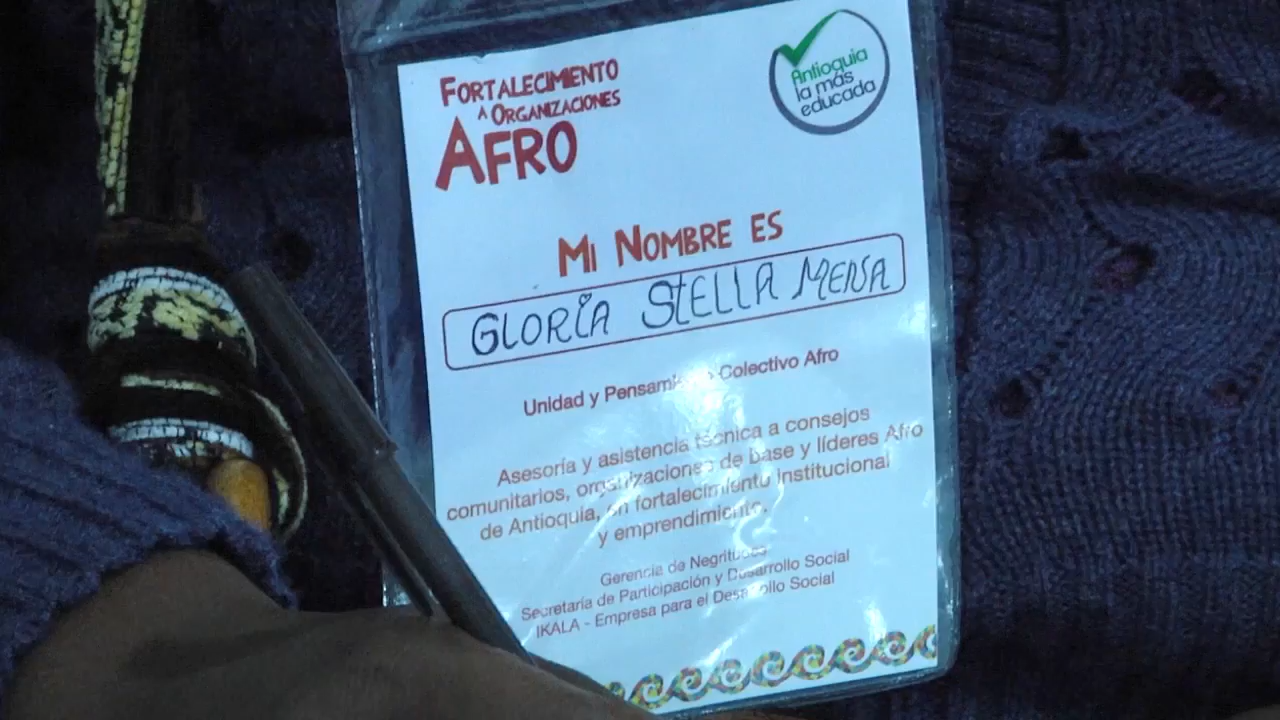 FORTALECIMIENTO
A ORGANIZACIONES
AFRO
Antioquia
la más
educada
MI NOMBRE ES
GLORIA STELLA MENSA
Unidad y Pensamiento Colectivo Afro
Asesoría y asistencia técnica a consejos
comunitarios, organizaciones de base y líderes Afro
de Antioquia, en fortalecimiento institucional
y emprendimiento.
Gerencia de Negritudes
Secretaría de Participación y Desarrollo Social
IKALA - Empresa para el Desarrollo Social